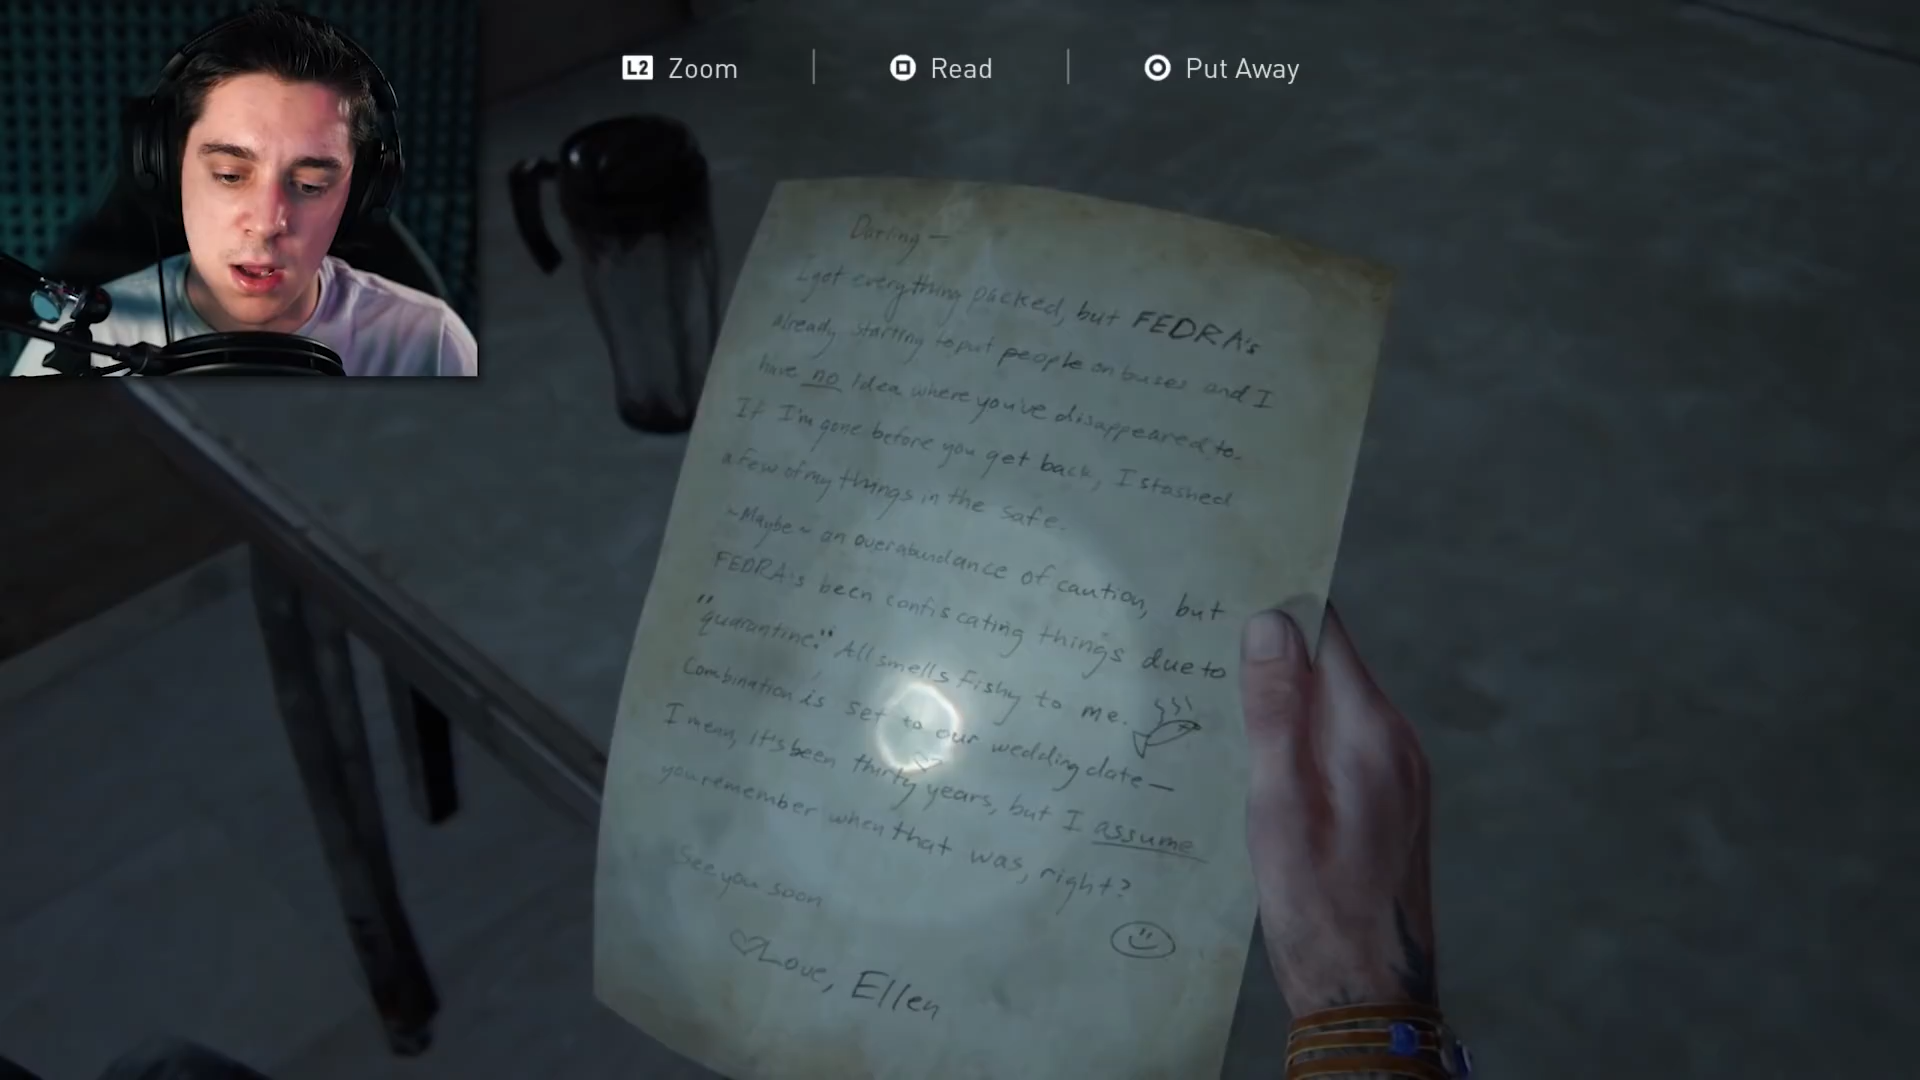 L2 Zoom Read Put Away
Darling —
I got everything packed, but FEDRA's
already starting to put people on buses and I
have no idea where you've disappeared to.
If I'm gone before you get back, I stashed
a few of my things in the safe.
~Maybe~ an overabundance of caution, but
FEDRA's been confiscating things due to
"quarantine." All smells fishy to me.
Combination is set to our wedding date—
I mean, it's been thirty years, but I assume
you remember when that was, right?
See you soon
Love, Ellen